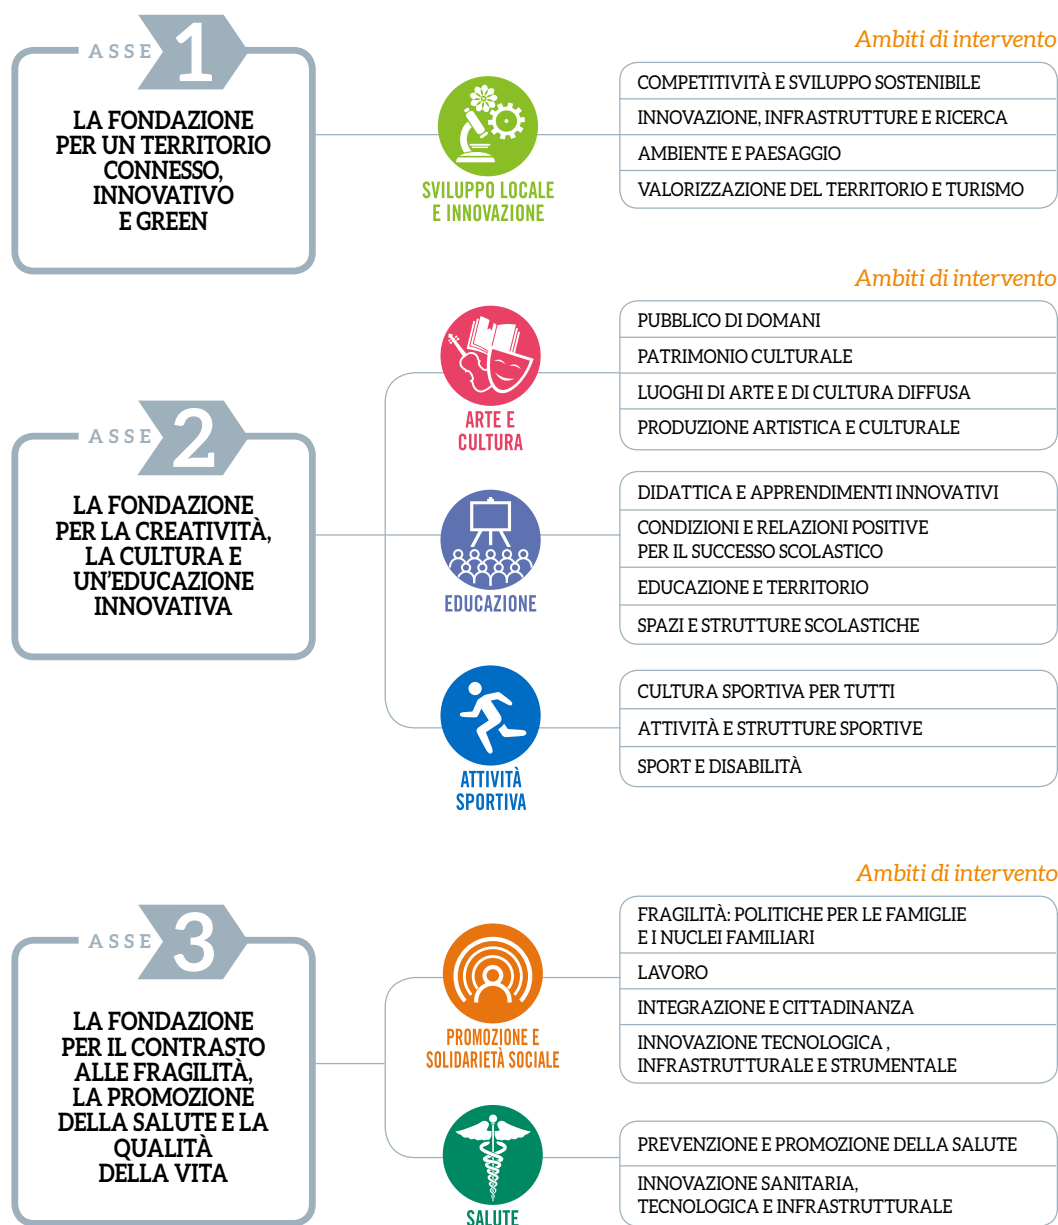 ASSE 1
LA FONDAZIONE
PER UN TERRITORIO
CONNESSO,
INNOVATIVO
E GREEN
SVILUPPO LOCALE
E INNOVAZIONE
Ambiti di intervento
COMPETITIVITÀ E SVILUPPO SOSTENIBILE
INNOVAZIONE, INFRASTRUTTURE E RICERCA
AMBIENTE E PAESAGGIO
VALORIZZAZIONE DEL TERRITORIO E TURISMO
ASSE 2
LA FONDAZIONE
PER LA CREATIVITÀ,
LA CULTURA E
UN'EDUCAZIONE
INNOVATIVA
Ambiti di intervento
ARTE E
CULTURA
PUBBLICO DI DOMANI
PATRIMONIO CULTURALE
LUOGHI DI ARTE E DI CULTURA DIFFUSA
PRODUZIONE ARTISTICA E CULTURALE
EDUCAZIONE
DIDATTICA E APPRENDIMENTI INNOVATIVI
CONDIZIONI E RELAZIONI POSITIVE
PER IL SUCCESSO SCOLASTICO
EDUCAZIONE E TERRITORIO
SPAZI E STRUTTURE SCOLASTICHE
ATTIVITÀ
SPORTIVA
CULTURA SPORTIVA PER TUTTI
ATTIVITÀ E STRUTTURE SPORTIVE
SPORT E DISABILITÀ
ASSE 3
LA FONDAZIONE
PER IL CONTRASTO
ALLE FRAGILITÀ,
LA PROMOZIONE
DELLA SALUTE E LA
QUALITÀ
DELLA VITA
Ambiti di intervento
PROMOZIONE E
SOLIDARIETÀ SOCIALE
FRAGILITÀ: POLITICHE PER LE FAMIGLIE
E I NUCLEI FAMILIARI
LAVORO
INTEGRAZIONE E CITTADINANZA
INNOVAZIONE TECNOLOGICA ,
INFRASTRUTTURALE E STRUMENTALE
SALUTE
PREVENZIONE E PROMOZIONE DELLA SALUTE
INNOVAZIONE SANITARIA,
TECNOLOGICA E INFRASTRUTTURALE